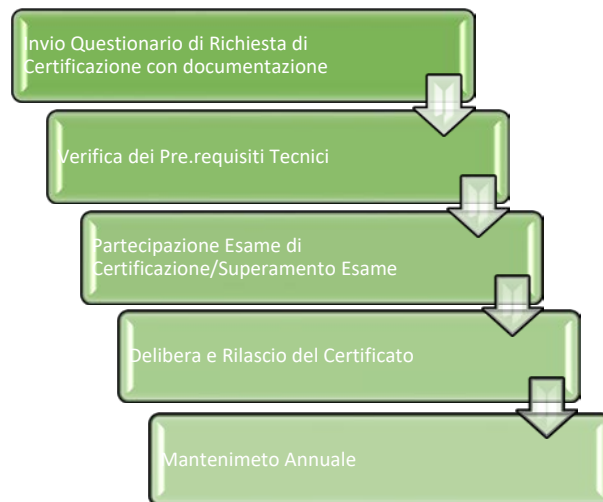 Invio Questionario di Richiesta di
Certificazione con documentazione
Verifica dei Pre.requisiti Tecnici
Partecipazione Esame di
Certificazione/Superamento Esame
Delibera e Rilascio del Certificato
Mantenimeto Annuale